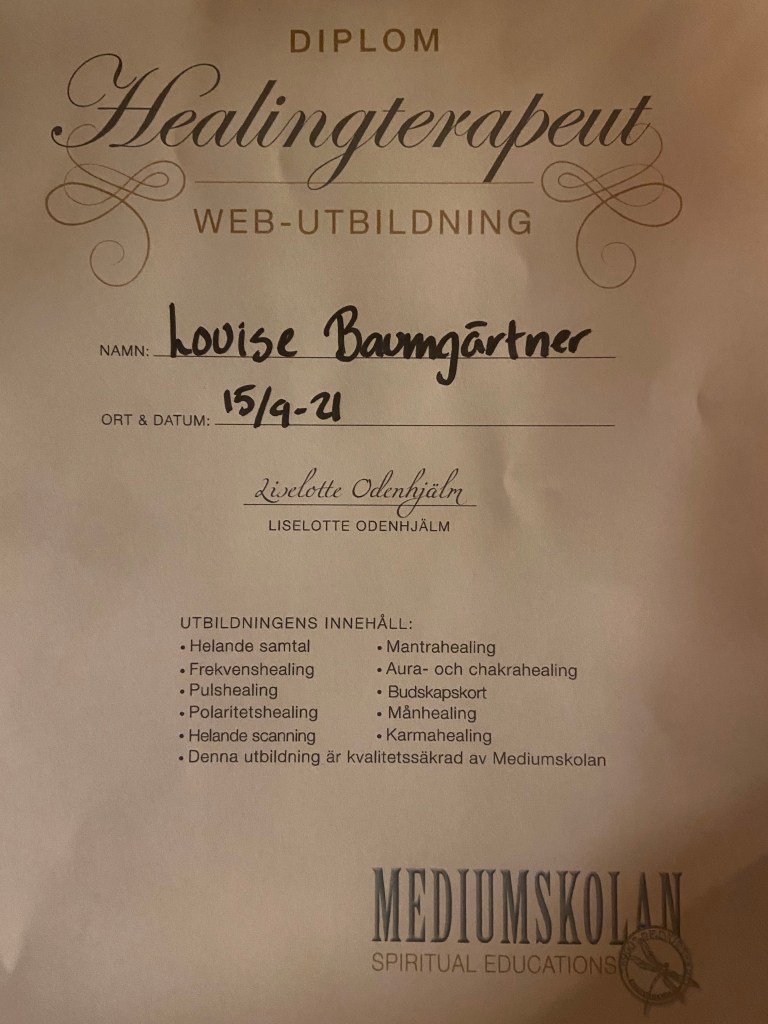 DIPLOM
Healingterapeut
WEB-UTBILDNING
NAMN: Louise Baumgärtner
ORT & DATUM: 15/9-21
Liselotte Odenhjälm
LISELOTTE ODENHJÄLM
UTBILDNINGENS INNEHÅLL:
• Helande samtal • Mantrahealing
• Frekvenshealing • Aura- och chakrahealing
• Pulshealing • Budskapskort
• Polaritetshealing • Månhealing
• Helande scanning • Karmahealing
• Denna utbildning är kvalitetssäkrad av Mediumskolan
MEDIUMSKOLAN
SPIRITUAL EDUCATIONS